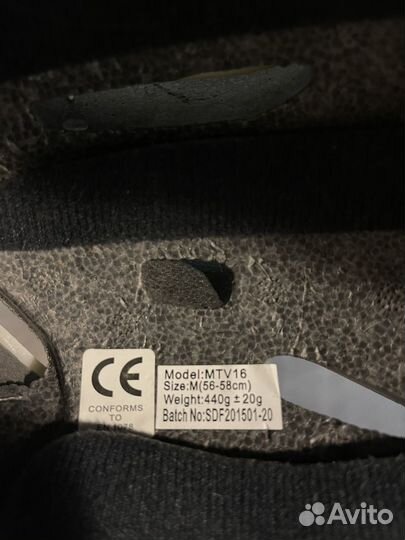 CE
CONFORMS
TO
Model:MTV16
Size:M(56-58cm)
Weight:440g ± 20g
Batch No:SDF201501-20
Avito